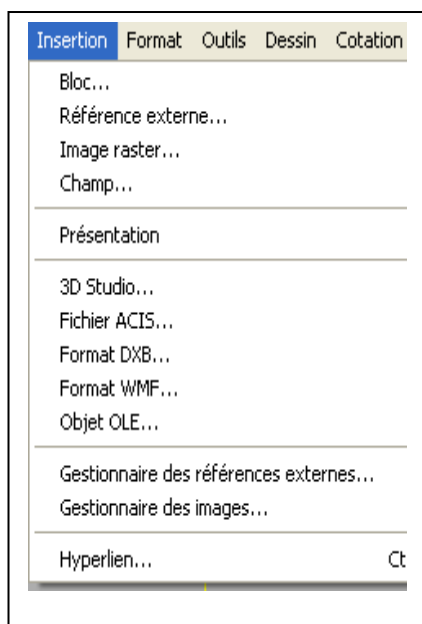 Insertion Format Outils Dessin Cotation
Bloc...
Référence externe...
Image raster...
Champ...
Présentation
3D Studio...
Fichier ACIS...
Format DXB...
Format WMF...
Objet OLE...
Gestionnaire des références externes...
Gestionnaire des images...
Hyperlien... Ct